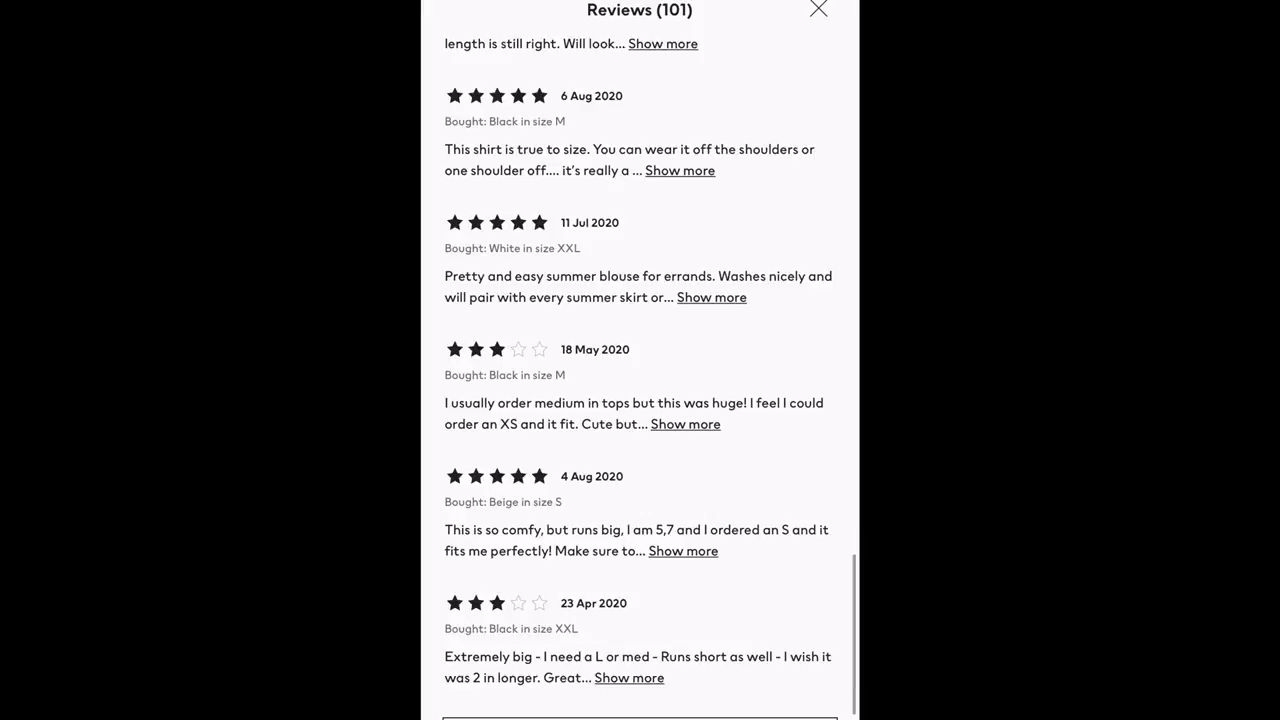 Reviews (101)
length is still right. Will look... Show more
6 Aug 2020
Bought: Black in size M
This shirt is true to size. You can wear it off the shoulders or
one shoulder off.... it's really a ... Show more
11 Jul 2020
Bought: White in size XXL
Pretty and easy summer blouse for errands. Washes nicely and
will pair with every summer skirt or... Show more
18 May 2020
Bought: Black in size M
I usually order medium in tops but this was huge! I feel I could
order an XS and it fit. Cute but... Show more
4 Aug 2020
Bought: Beige in size S
This is so comfy, but runs big, I am 5,7 and I ordered an S and it
fits me perfectly! Make sure to... Show more
23 Apr 2020
Bought: Black in size XXL
Extremely big - I need a L or med - Runs short as well - I wish it
was 2 in longer. Great... Show more